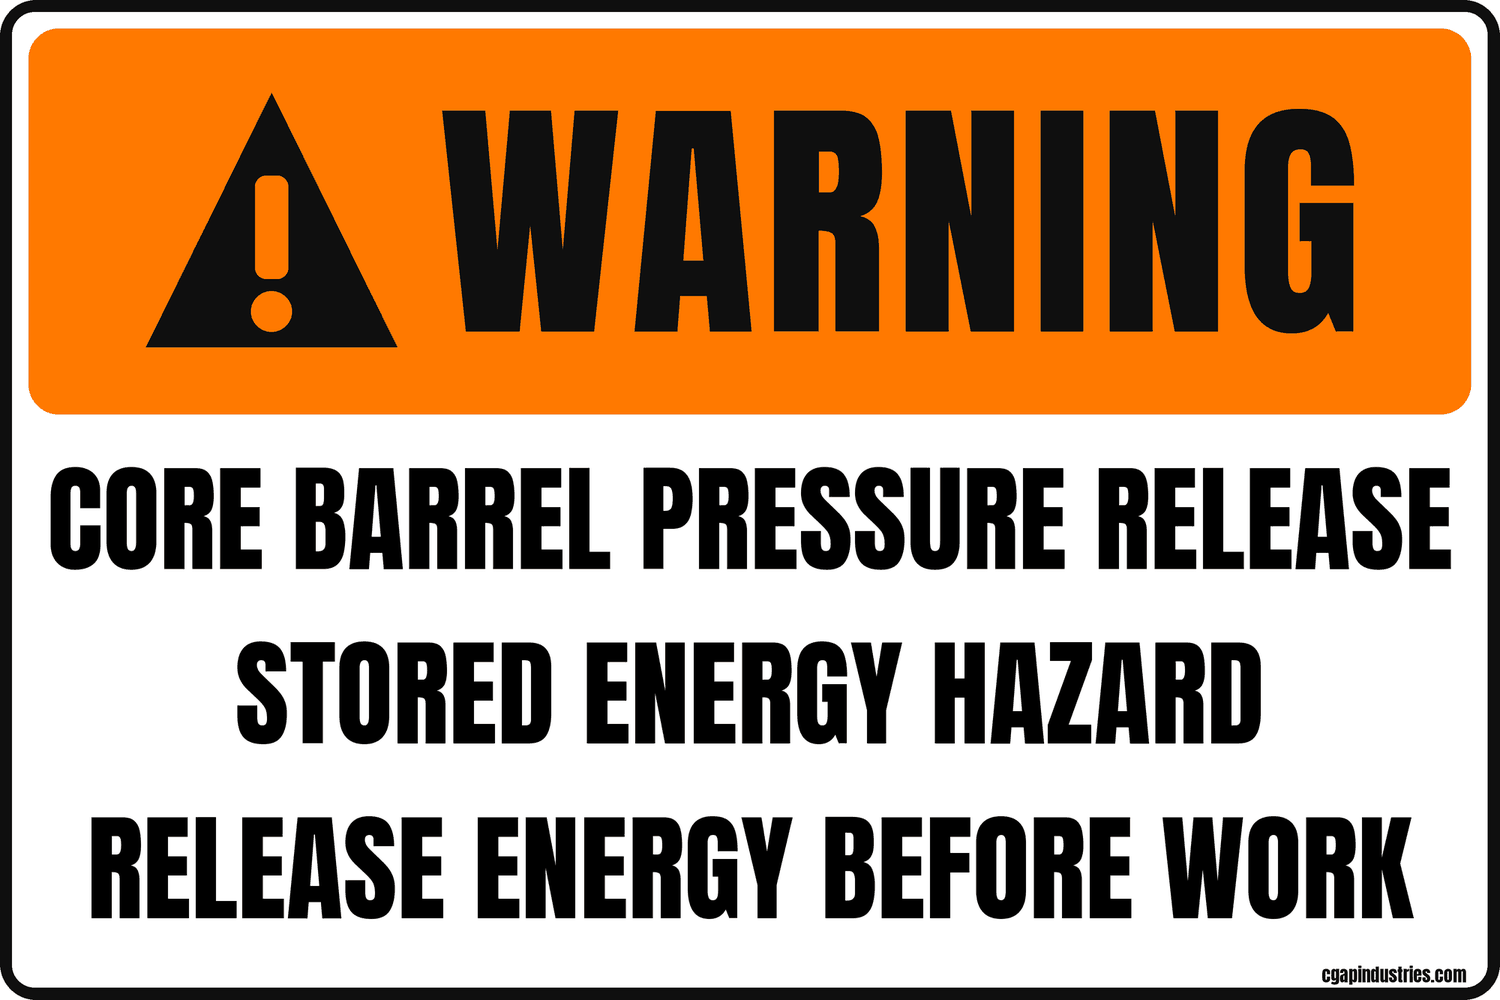 WARNING
CORE BARREL PRESSURE RELEASE
STORED ENERGY HAZARD
RELEASE ENERGY BEFORE WORK
cgapindustries.com